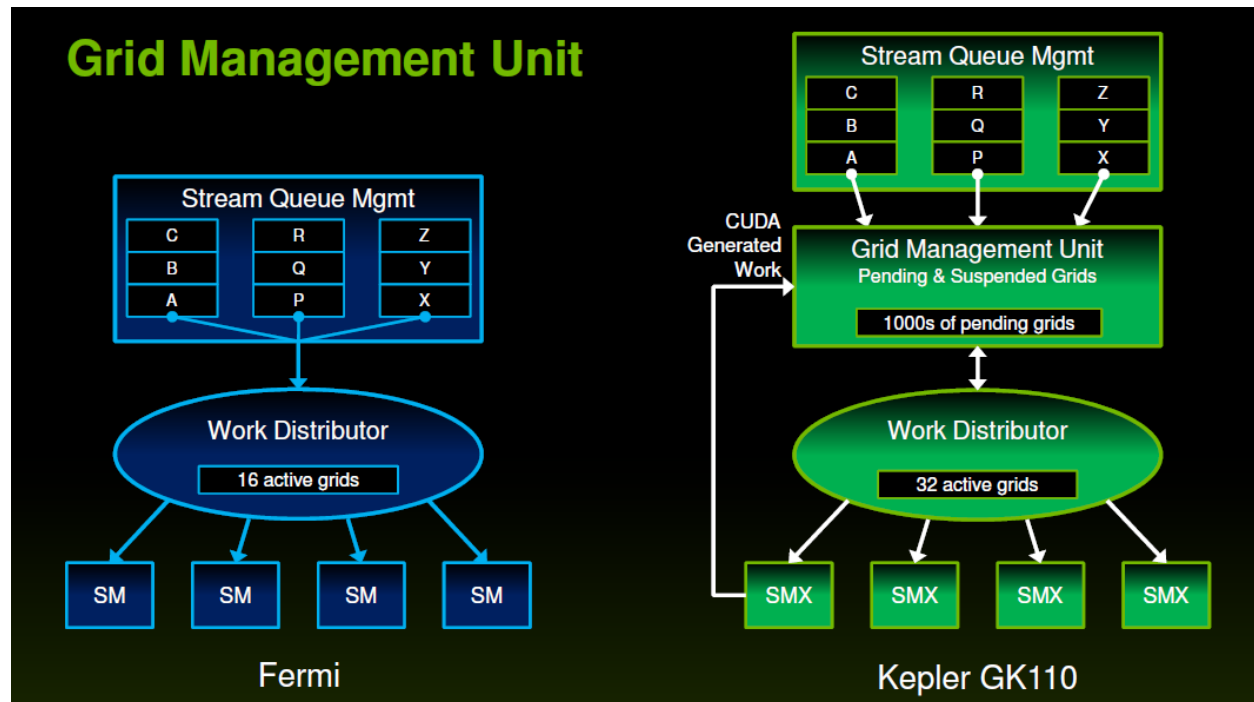 Grid Management Unit
Stream Queue Mgmt
C R Z
B Q Y
A P X
Work Distributor
16 active grids
SM SM SM SM
Fermi
Stream Queue Mgmt
C R Z
B Q Y
A P X
CUDA
Generated
Work
Grid Management Unit
Pending & Suspended Grids
1000s of pending grids
Work Distributor
32 active grids
SMX SMX SMX SMX
Kepler GK110